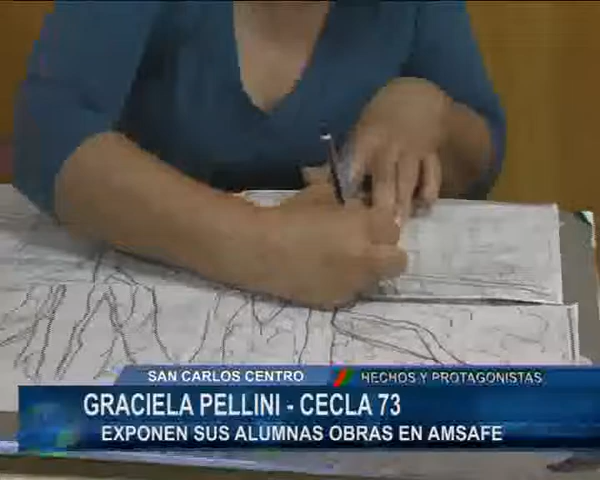 SAN CARLOS CENTRO
HECHOS Y PROTAGONISTAS
GRACIELA PELLINI - CECLA 73
EXPONEN SUS ALUMNAS OBRAS EN AMSAFE